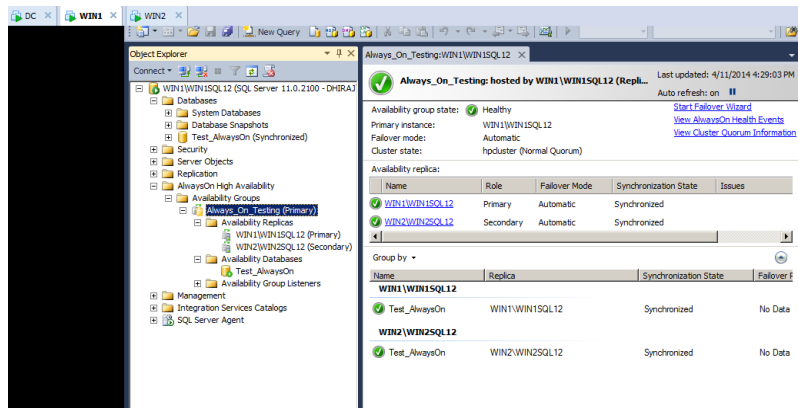 DC
WIN1
WIN2
New Query
Object Explorer
Connect
WIN1\WIN1SQL12 (SQL Server 11.0.2100 - DHIRAJ
Databases
System Databases
Database Snapshots
Test_AlwaysOn (Synchronized)
Security
Server Objects
Replication
AlwaysOn High Availability
Availability Groups
Always_On_Testing (Primary)
Availability Replicas
WIN1\WIN1SQL12 (Primary)
WIN2\WIN2SQL12 (Secondary)
Availability Databases
Test_AlwaysOn
Availability Group Listeners
Management
Integration Services Catalogs
SQL Server Agent
Always_On_Testing:WIN1\WIN1SQL12
Always_On_Testing: hosted by WIN1\WIN1SQL12 (Repli...
Last updated: 4/11/2014 4:29:03 PM
Auto refresh: on
Availability group state: Healthy
Primary instance: WIN1\WIN1SQL12
Failover mode: Automatic
Cluster state: hpcluster (Normal Quorum)
Start Failover Wizard
View AlwaysOn Health Events
View Cluster Quorum Information
Availability replica:
Name Role Failover Mode Synchronization State Issues
WIN1\WIN1SQL12 Primary Automatic Synchronized
WIN2\WIN2SQL12 Secondary Automatic Synchronized
Group by
Name Replica Synchronization State Failover
WIN1\WIN1SQL12
Test_AlwaysOn WIN1\WIN1SQL12 Synchronized No Data
WIN2\WIN2SQL12
Test_AlwaysOn WIN2\WIN2SQL12 Synchronized No Data